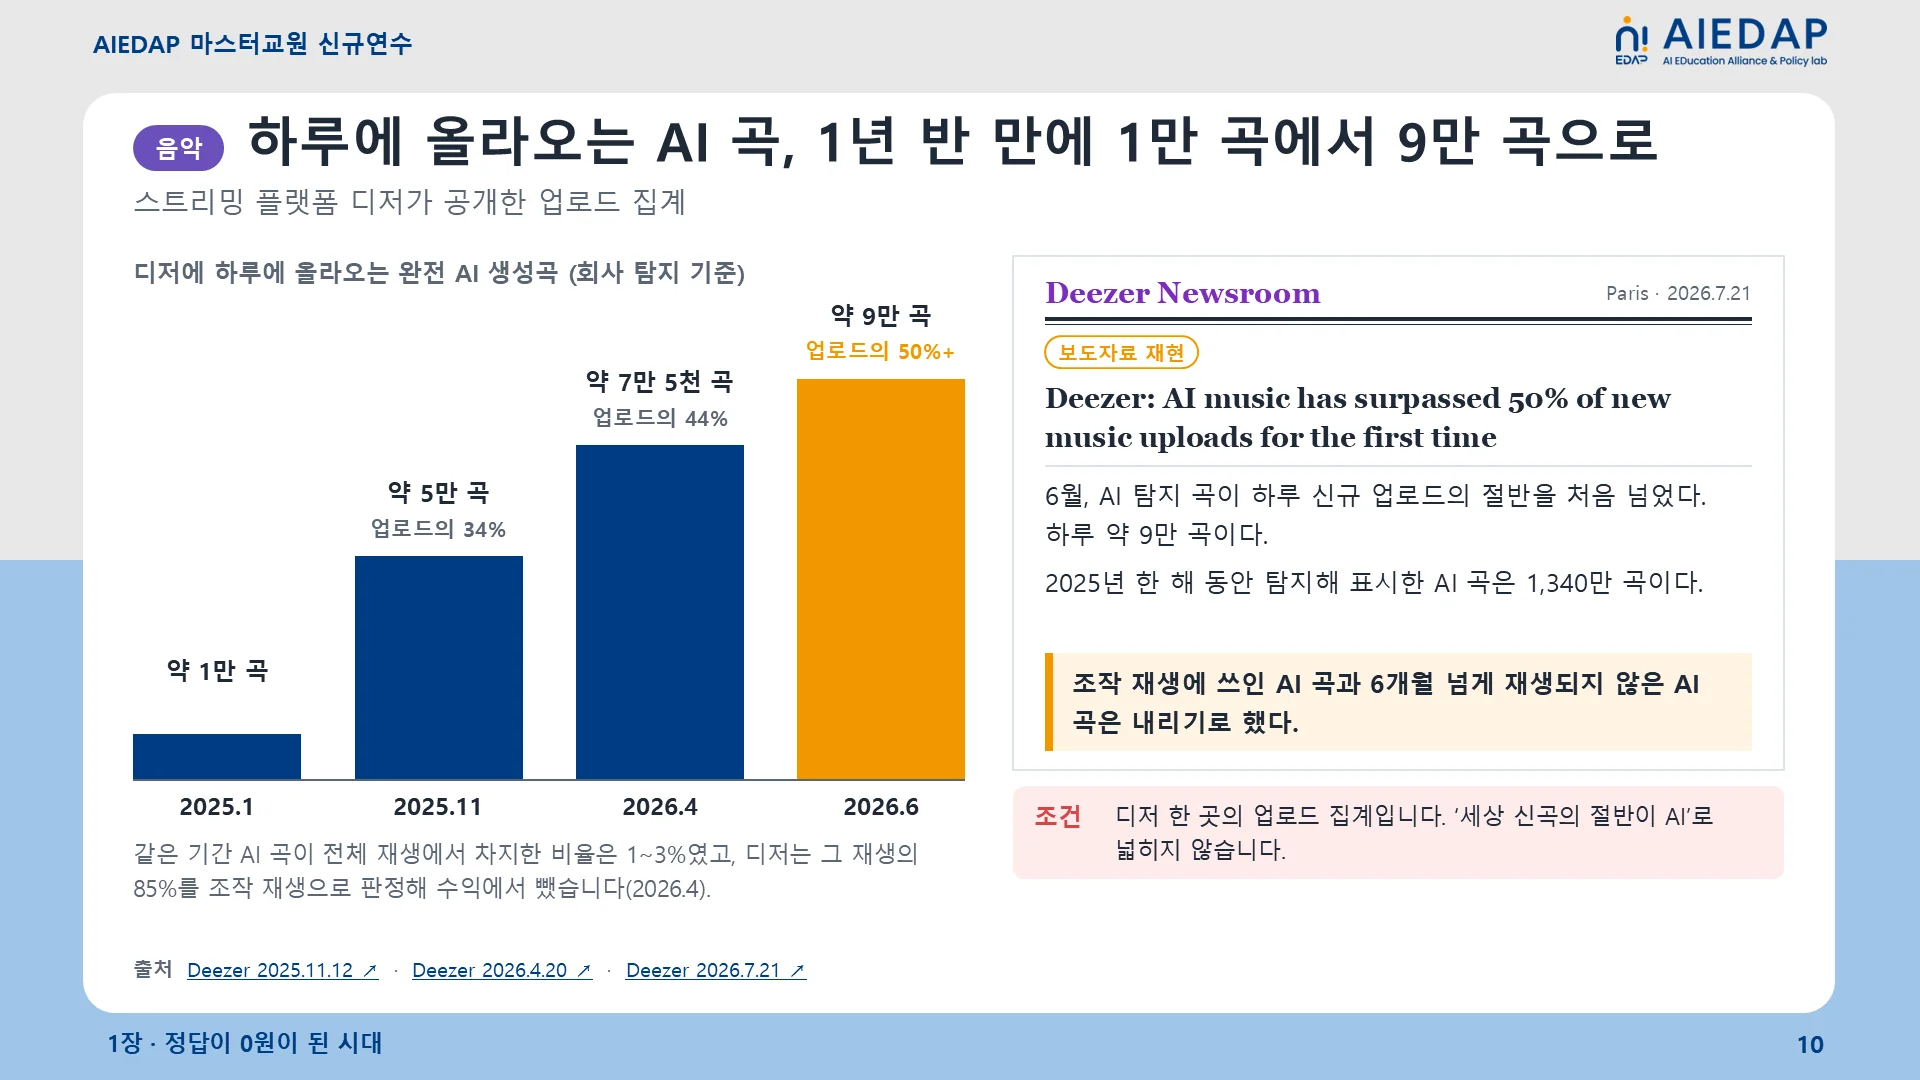 AIEDAP 마스터교원 신규연수
AIEDAP
EDAP
AI EDucation Alliance & Policy lab
음악
하루에 올라오는 AI 곡, 1년 반 만에 1만 곡에서 9만 곡으로
스트리밍 플랫폼 디저가 공개한 업로드 집계
디저에 하루에 올라오는 완전 AI 생성곡 (회사 탐지 기준)
약 1만 곡
약 5만 곡
업로드의 34%
약 7만 5천 곡
업로드의 44%
약 9만 곡
업로드의 50%+
2025.1
2025.11
2026.4
2026.6
같은 기간 AI 곡이 전체 재생에서 차지한 비율은 1~3%였고, 디저는 그 재생의
85%를 조작 재생으로 판정해 수익에서 뺐습니다(2026.4).
Deezer Newsroom
Paris · 2026.7.21
보도자료 재현
Deezer: AI music has surpassed 50% of new
music uploads for the first time
6월, AI 탐지 곡이 하루 신규 업로드의 절반을 처음 넘었다.
하루 약 9만 곡이다.
2025년 한 해 동안 탐지해 표시한 AI 곡은 1,340만 곡이다.
조작 재생에 쓰인 AI 곡과 6개월 넘게 재생되지 않은 AI
곡은 내리기로 했다.
조건
디저 한 곳의 업로드 집계입니다. ‘세상 신곡의 절반이 AI’로
넓히지 않습니다.
출처 Deezer 2025.11.12 ↗ · Deezer 2026.4.20 ↗ · Deezer 2026.7.21 ↗
1장 · 정답이 0원이 된 시대
10